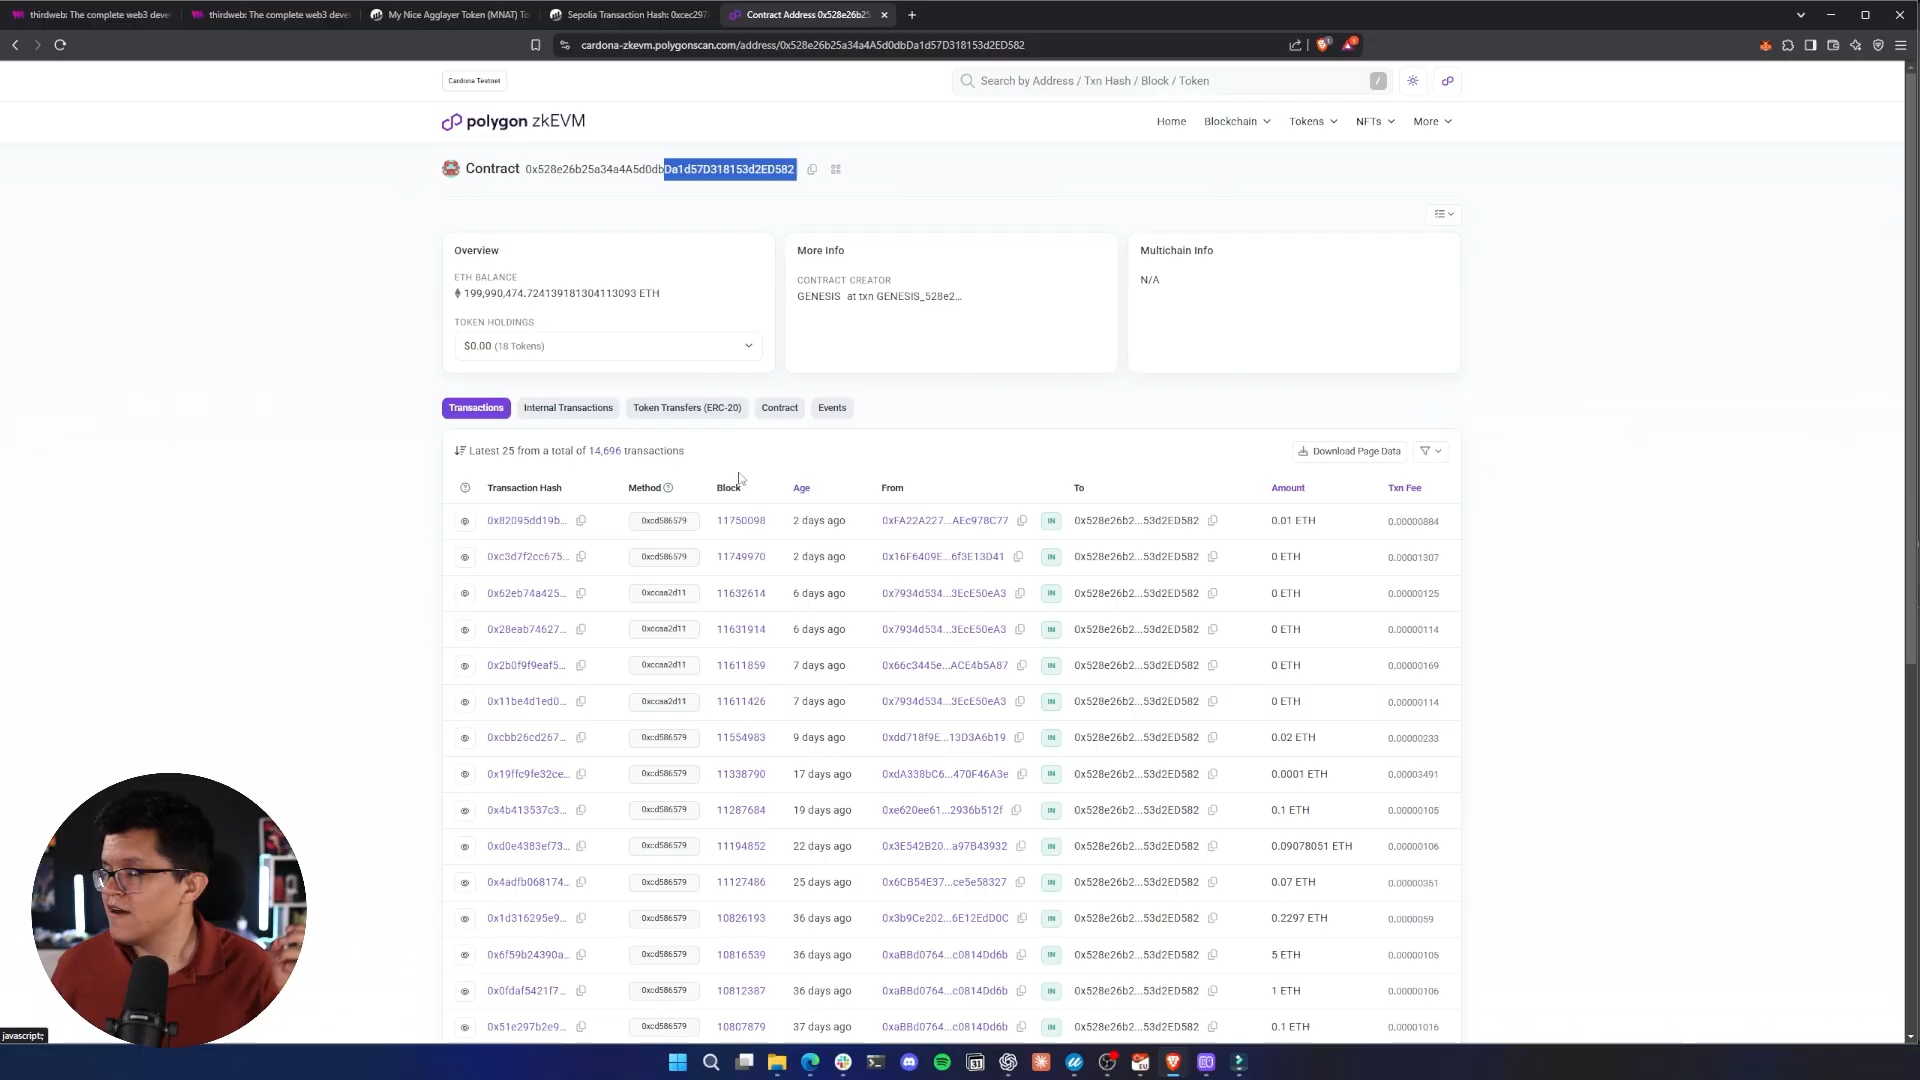 thirdweb: The complete web3 deve
thirdweb: The complete web3 deve
My Nice Agglayer Token (MNAT) To
Sepolia Transaction Hash: 0xcec297
Contract Address 0x528e26b25
cardona-zkevm.polygonscan.com/address/0x528e26b25a34a4A5d0dbDa1d57D318153d2ED582
Cardona Testnet
Search by Address / Txn Hash / Block / Token
/
polygon zkEVM
Home
Blockchain
Tokens
NFTs
More
Contract 0x528e26b25a34a4A5d0dbDa1d57D318153d2ED582
Overview
ETH BALANCE
199,990,474.724139181304113093 ETH
TOKEN HOLDINGS
$0.00 (18 Tokens)
More Info
CONTRACT CREATOR
GENESIS at txn GENESIS_528e2...
Multichain Info
N/A
Transactions
Internal Transactions
Token Transfers (ERC-20)
Contract
Events
Latest 25 from a total of 14,696 transactions
Download Page Data
Transaction Hash Method Block Age From To Amount Txn Fee
0x82095dd19b... 0xcd586579 11750098 2 days ago 0xFA22A227...AEc978C77 IN 0x528e26b2...53d2ED582 0.01 ETH 0.00000884
0xc3d7f2cc675... 0xcd586579 11749970 2 days ago 0x16F6409E...6f3E13D41 IN 0x528e26b2...53d2ED582 0 ETH 0.00001307
0x62eb74a425... 0xccaa2d11 11632614 6 days ago 0x7934d534...3EcE50eA3 IN 0x528e26b2...53d2ED582 0 ETH 0.00000125
0x28eab74627... 0xccaa2d11 11631914 6 days ago 0x7934d534...3EcE50eA3 IN 0x528e26b2...53d2ED582 0 ETH 0.00000114
0x2b0f9f9eaf5... 0xccaa2d11 11611859 7 days ago 0x66c3445e...ACE4b5A87 IN 0x528e26b2...53d2ED582 0 ETH 0.00000169
0x11be4d1ed0... 0xccaa2d11 11611426 7 days ago 0x7934d534...3EcE50eA3 IN 0x528e26b2...53d2ED582 0 ETH 0.00000114
0xcbb26cd267... 0xcd586579 11554983 9 days ago 0xdd718f9E...13D3A6b19 IN 0x528e26b2...53d2ED582 0.02 ETH 0.00000233
0x19ffc9fe32ce... 0xcd586579 11338790 17 days ago 0xdA338bC6...470F46A3e IN 0x528e26b2...53d2ED582 0.0001 ETH 0.00003491
0x4b413537c3... 0xcd586579 11287684 19 days ago 0xe620ee61...2936b512f IN 0x528e26b2...53d2ED582 0.1 ETH 0.00000105
0xd0e4383ef73... 0xcd586579 11194852 22 days ago 0x3E542B20...a97B43932 IN 0x528e26b2...53d2ED582 0.09078051 ETH 0.00000106
0x4adfb068174... 0xcd586579 11127486 25 days ago 0x6CB54E37...ce5e58327 IN 0x528e26b2...53d2ED582 0.07 ETH 0.00000351
0x1d316295e9... 0xcd586579 10826193 36 days ago 0x3b9Ce202...6E12EdD0C IN 0x528e26b2...53d2ED582 0.2297 ETH 0.0000059
0x6f59b24390a... 0xcd586579 10816539 36 days ago 0xaBBd0764...c0814Dd6b IN 0x528e26b2...53d2ED582 5 ETH 0.00000105
0x0fdaf5421f7... 0xcd586579 10812387 36 days ago 0xaBBd0764...c0814Dd6b IN 0x528e26b2...53d2ED582 1 ETH 0.00000106
0x51e297b2e9... 0xcd586579 10807879 37 days ago 0xaBBd0764...c0814Dd6b IN 0x528e26b2...53d2ED582 0.1 ETH 0.00001016
javascript:;